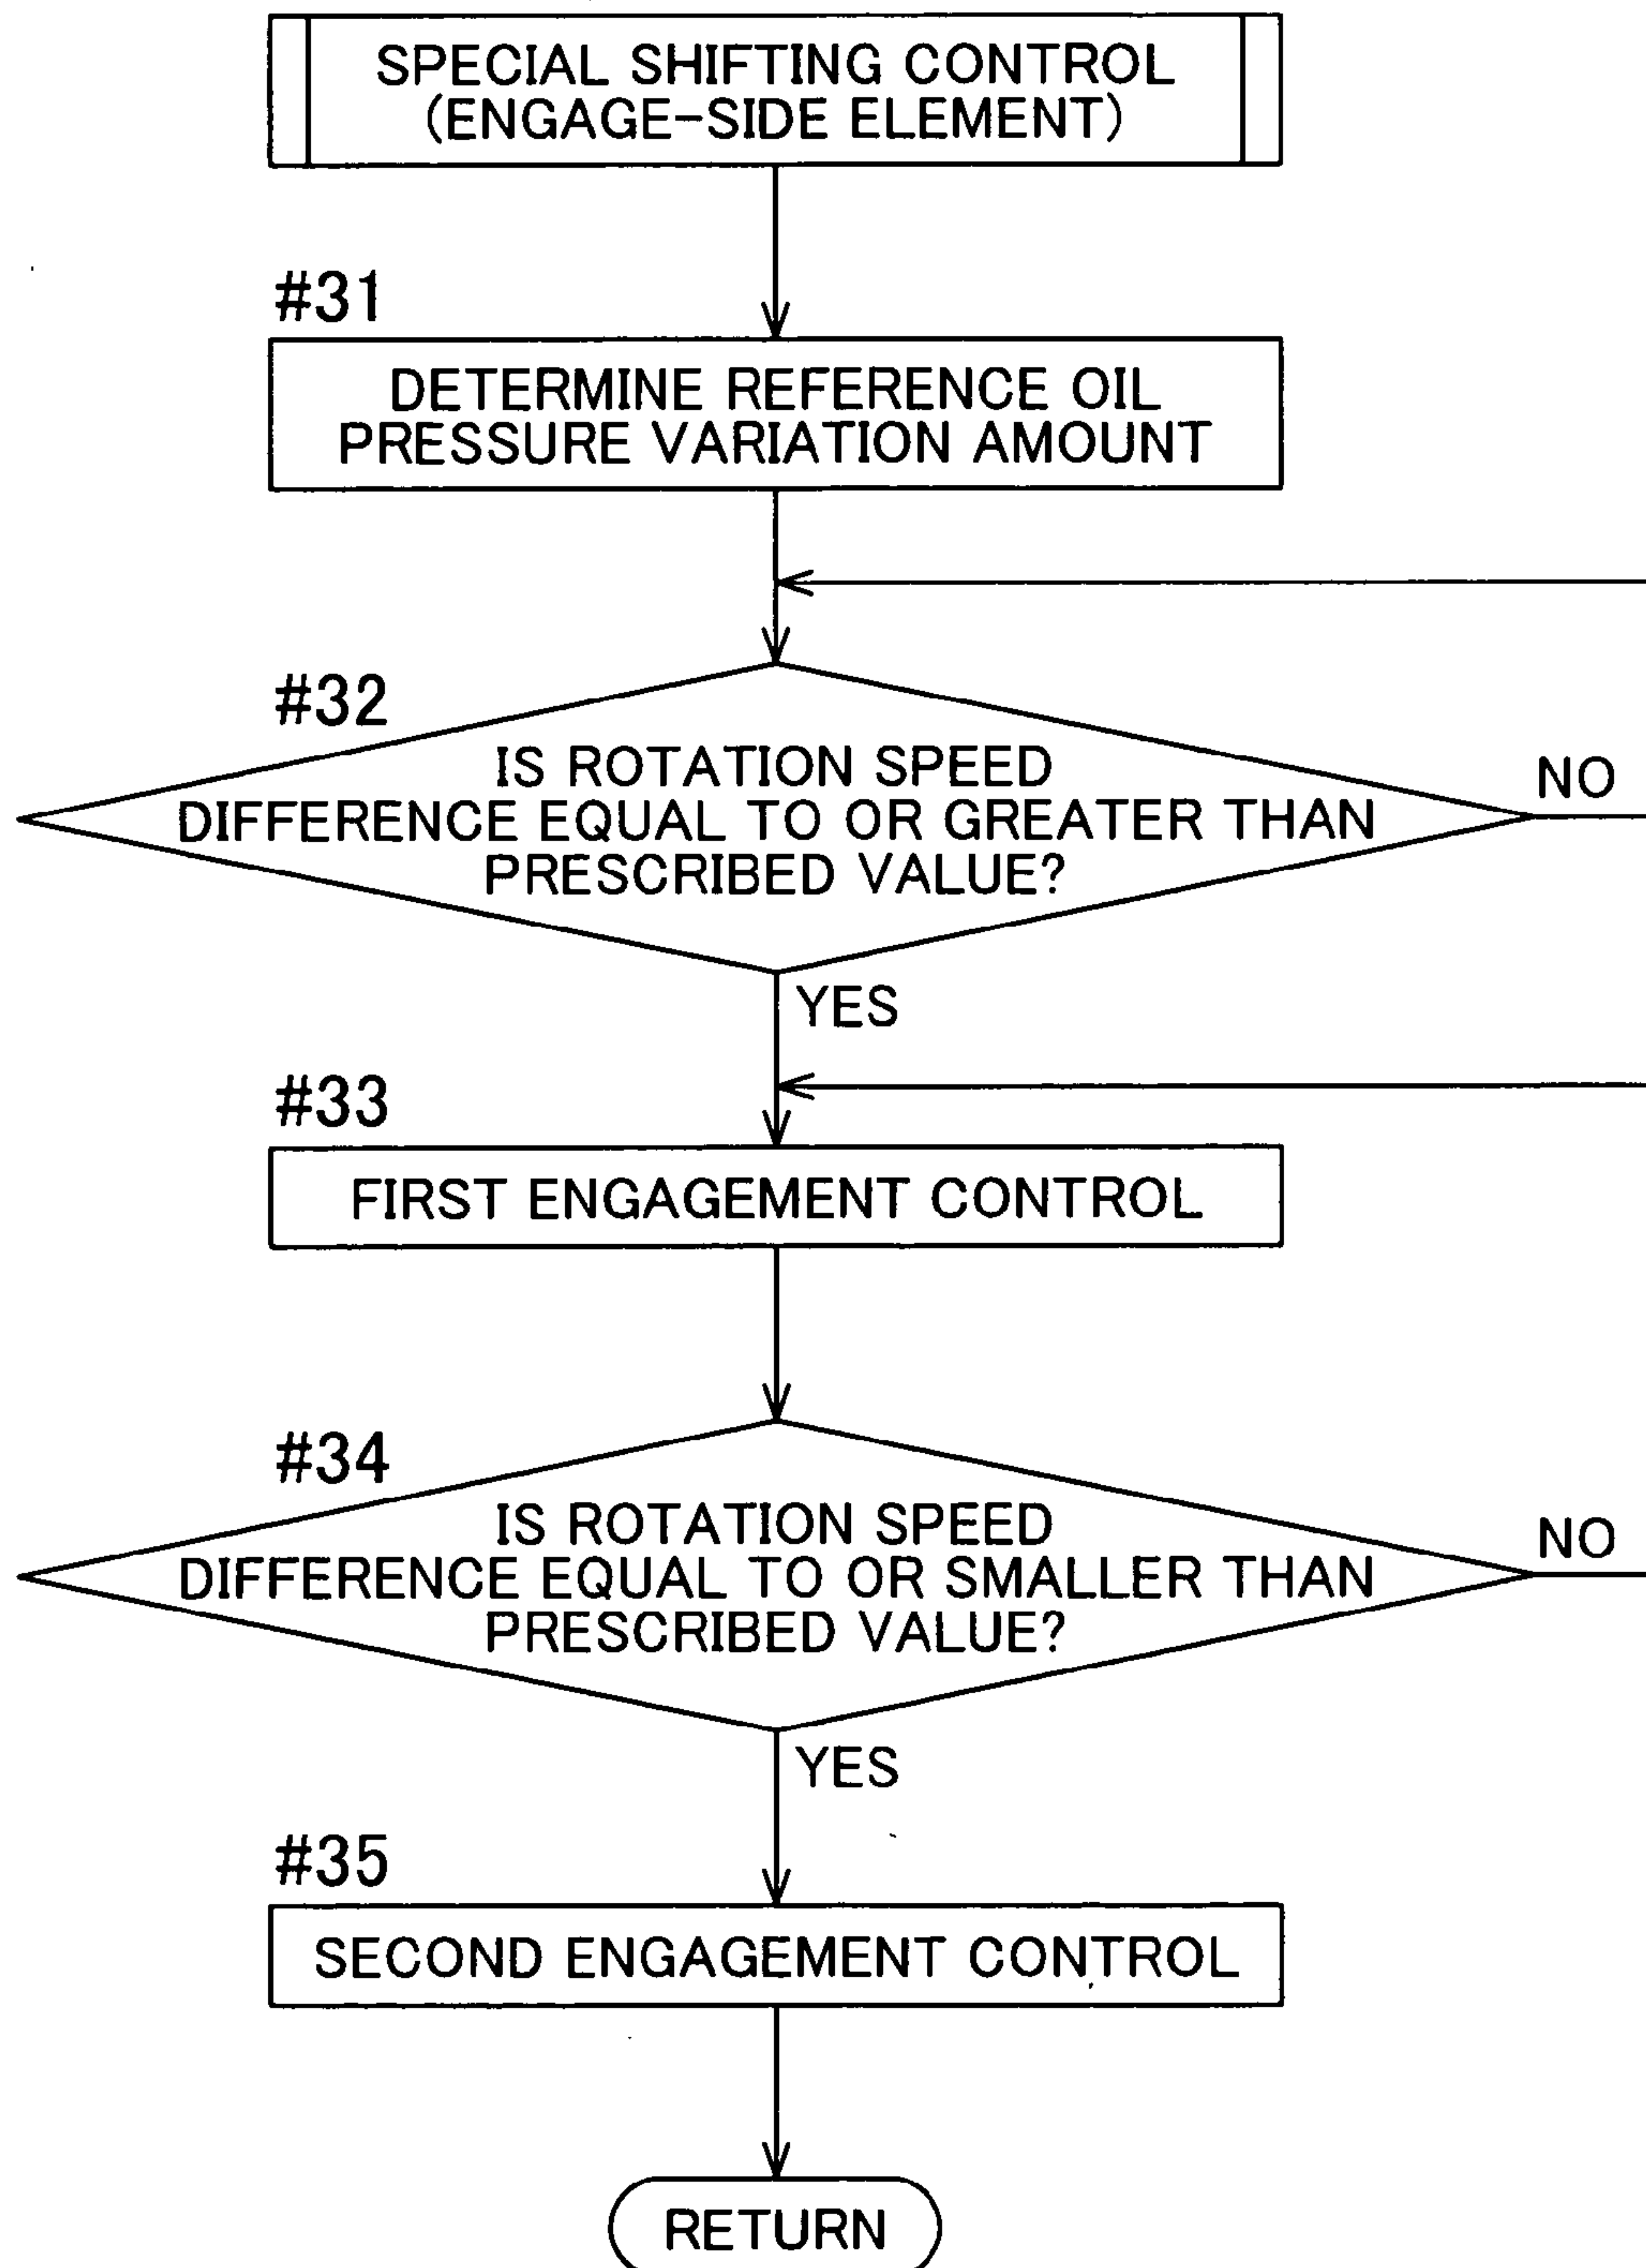 SPECIAL SHIFTING CONTROL
(ENGAGE-SIDE ELEMENT)
#31
DETERMINE REFERENCE OIL
PRESSURE VARIATION AMOUNT
#32
IS ROTATION SPEED
DIFFERENCE EQUAL TO OR GREATER THAN
PRESCRIBED VALUE?
NO
YES
#33
FIRST ENGAGEMENT CONTROL
#34
IS ROTATION SPEED
DIFFERENCE EQUAL TO OR SMALLER THAN
PRESCRIBED VALUE?
NO
YES
#35
SECOND ENGAGEMENT CONTROL
RETURN